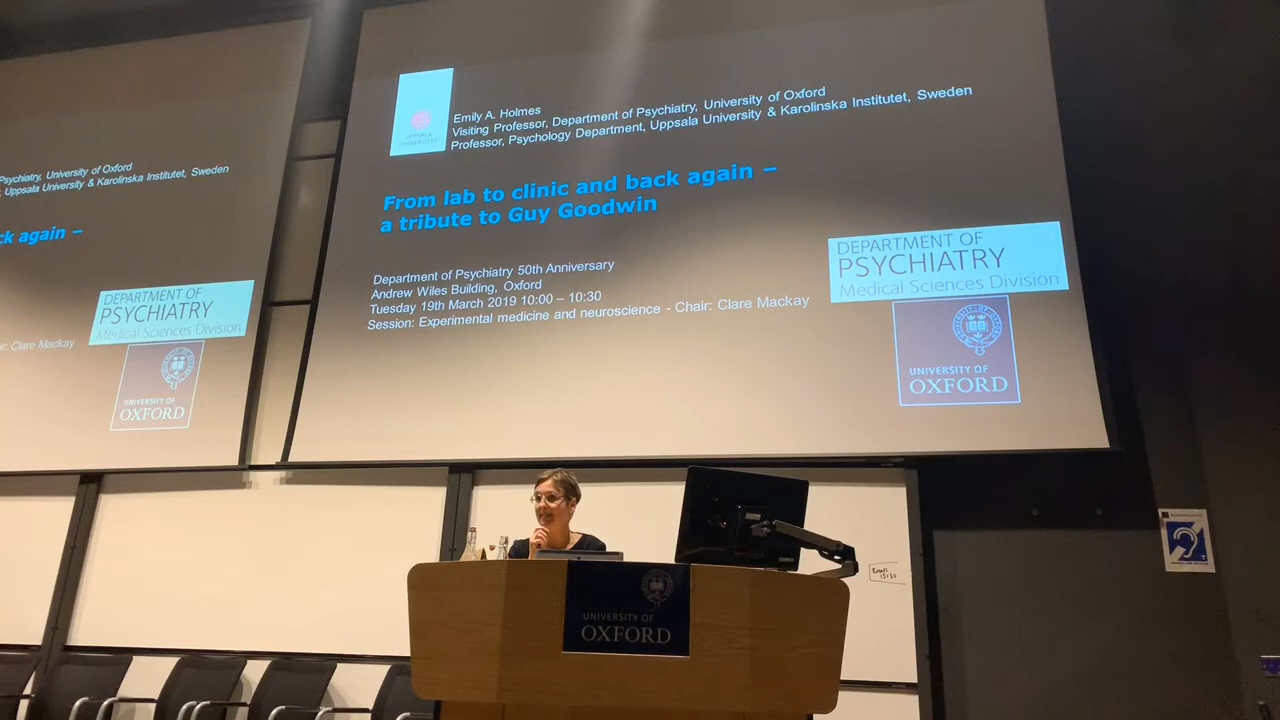 UPPSALA
UNIVERSITET
Emily A. Holmes
Visiting Professor, Department of Psychiatry, University of Oxford
Professor, Psychology Department, Uppsala University & Karolinska Institutet, Sweden
From lab to clinic and back again –
a tribute to Guy Goodwin
Department of Psychiatry 50th Anniversary
Andrew Wiles Building, Oxford
Tuesday 19th March 2019 10:00 – 10:30
Session: Experimental medicine and neuroscience - Chair: Clare Mackay
DEPARTMENT OF
PSYCHIATRY
Medical Sciences Division
UNIVERSITY OF
OXFORD
Psychiatry, University of Oxford
Uppsala University & Karolinska Institutet, Sweden
ck again –
r: Clare Mackay
DEPARTMENT OF
PSYCHIATRY
Medical Sciences Division
UNIVERSITY OF
OXFORD
UNIVERSITY OF
OXFORD